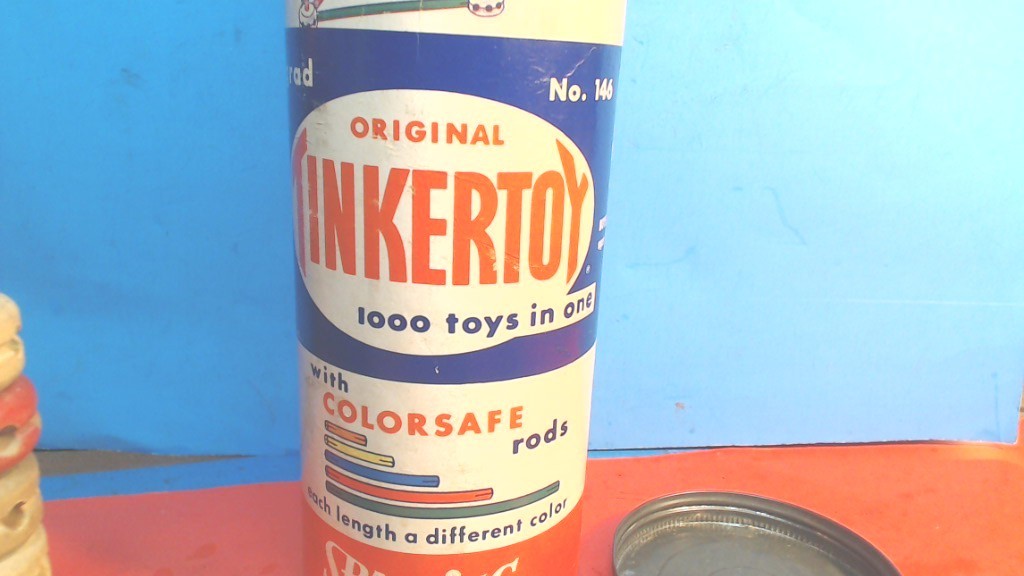 No. 146
ORIGINAL
TINKERTOY
1000 toys in one
with
COLORSAFE
rods
each length a different color